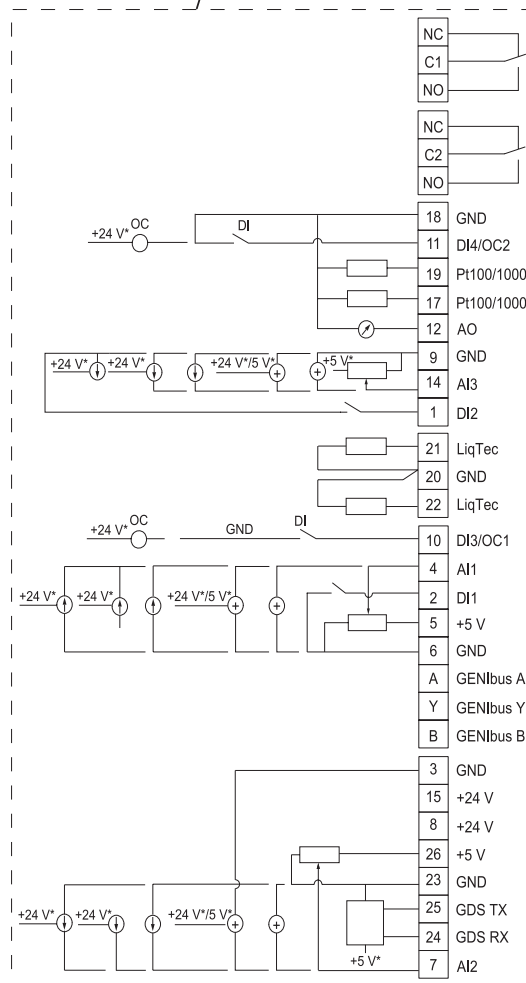 NC
C1
NO
NC
C2
NO
18 GND
+24 V* OC DI 11 DI4/OC2
19 Pt100/1000
17 Pt100/1000
12 AO
9 GND
+24 V* +24 V* +24 V*/5 V* +5 V*
14 AI3
1 DI2
21 LiqTec
20 GND
22 LiqTec
+24 V* OC GND DI 10 DI3/OC1
4 AI1
+24 V* +24 V* +24 V*/5 V* 2 DI1
5 +5 V
6 GND
A GENIbus A
Y GENIbus Y
B GENIbus B
3 GND
15 +24 V
8 +24 V
26 +5 V
23 GND
25 GDS TX
+24 V* +24 V* +24 V*/5 V*
24 GDS RX
+5 V*
7 AI2